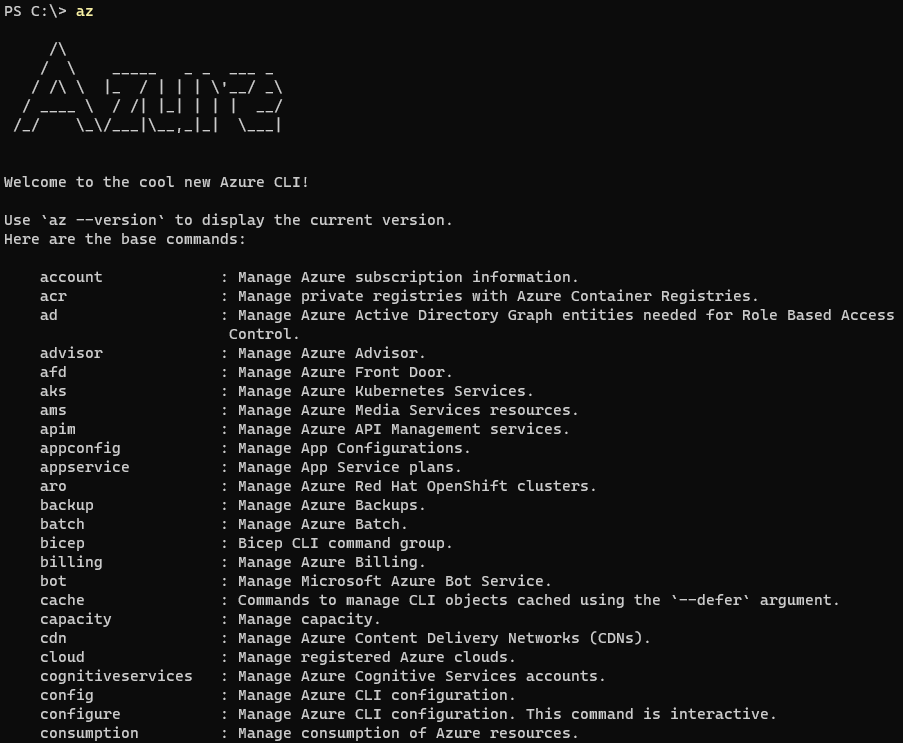 PS C:\> az
     /\
    /  \    _____   _ _  ___ _
   / /\ \  |_  / | | | \'__/ _\
  / ____ \  / /| |_| | | |  __/
 /_/    \_\/___|\__,_|_|  \___|
Welcome to the cool new Azure CLI!
Use `az --version` to display the current version.
Here are the base commands:
    account             : Manage Azure subscription information.
    acr                 : Manage private registries with Azure Container Registries.
    ad                  : Manage Azure Active Directory Graph entities needed for Role Based Access
                         Control.
    advisor             : Manage Azure Advisor.
    afd                 : Manage Azure Front Door.
    aks                 : Manage Azure Kubernetes Services.
    ams                 : Manage Azure Media Services resources.
    apim                : Manage Azure API Management services.
    appconfig           : Manage App Configurations.
    appservice          : Manage App Service plans.
    aro                 : Manage Azure Red Hat OpenShift clusters.
    backup              : Manage Azure Backups.
    batch               : Manage Azure Batch.
    bicep               : Bicep CLI command group.
    billing             : Manage Azure Billing.
    bot                 : Manage Microsoft Azure Bot Service.
    cache               : Commands to manage CLI objects cached using the `--defer` argument.
    capacity            : Manage capacity.
    cdn                 : Manage Azure Content Delivery Networks (CDNs).
    cloud               : Manage registered Azure clouds.
    cognitiveservices   : Manage Azure Cognitive Services accounts.
    config              : Manage Azure CLI configuration.
    configure           : Manage Azure CLI configuration. This command is interactive.
    consumption         : Manage consumption of Azure resources.